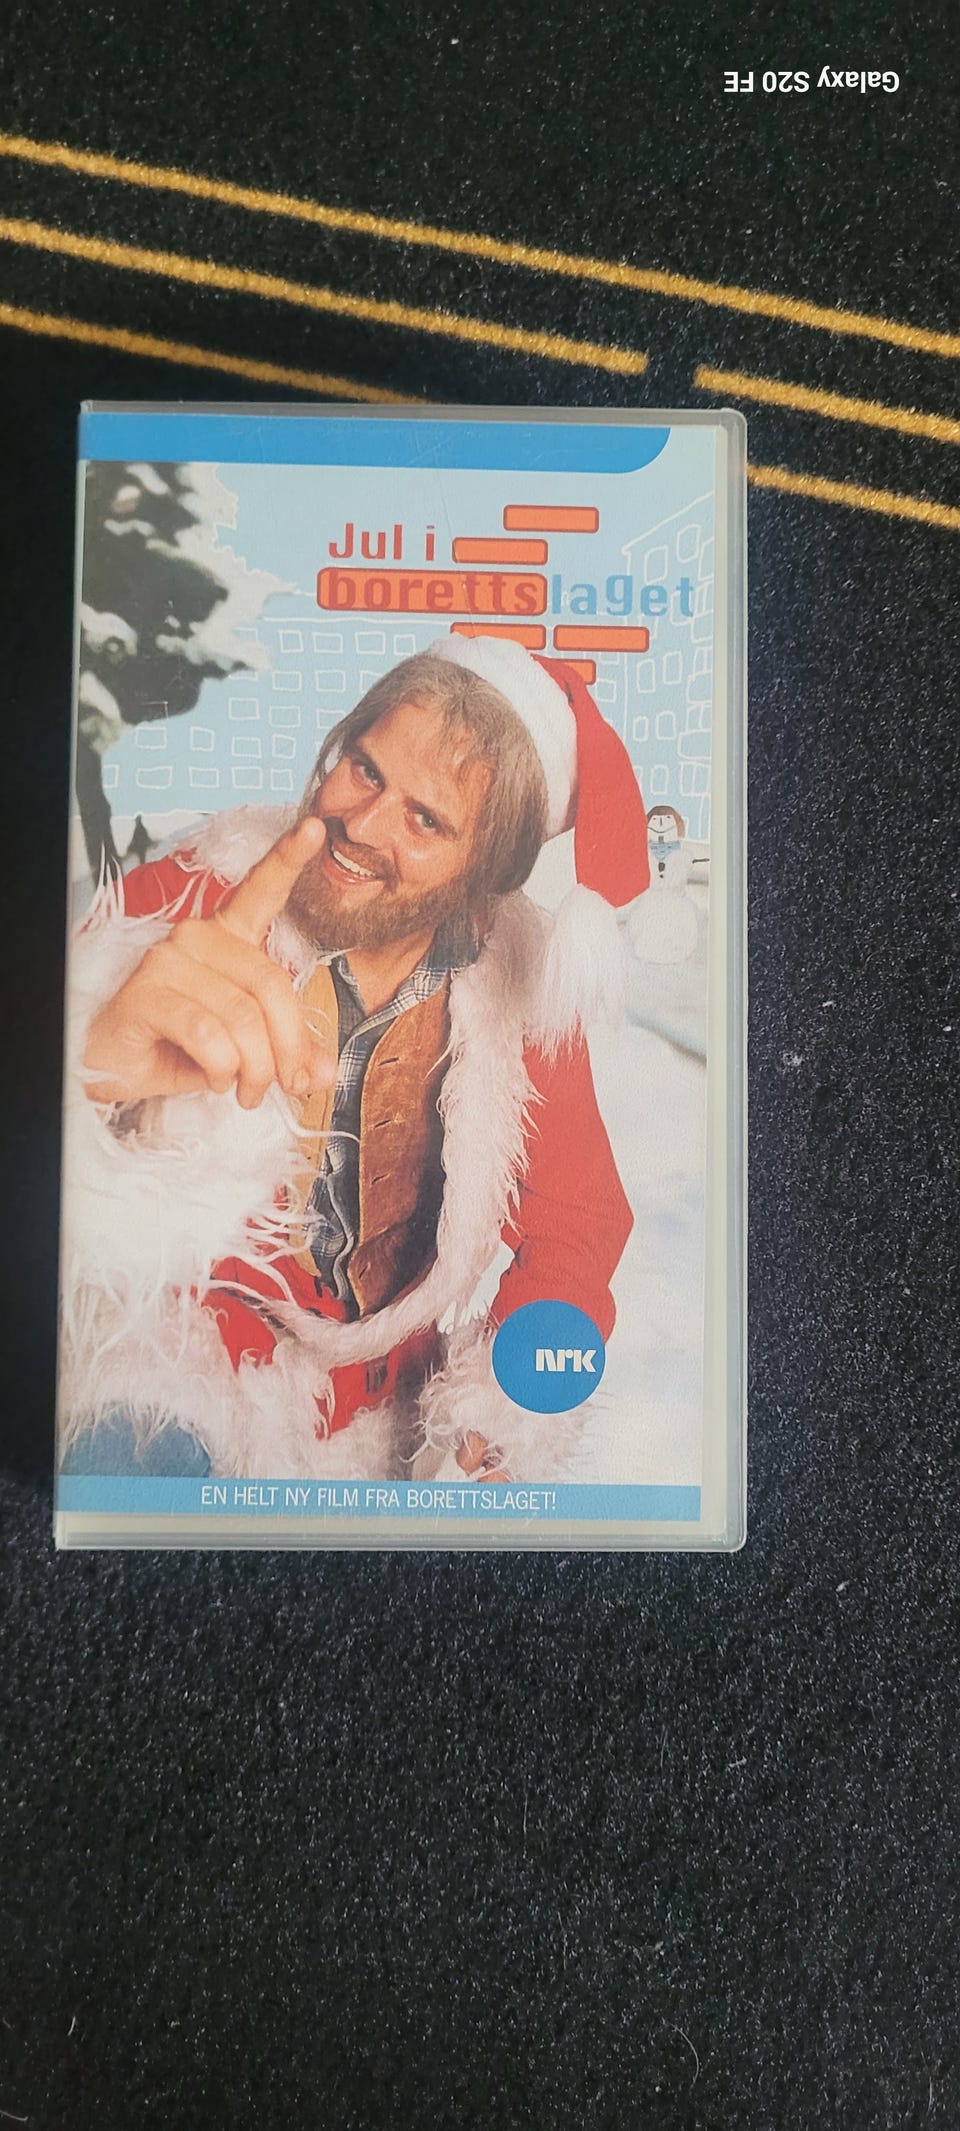 Galaxy S20 FE
Jul i
borettslaget
NRK
EN HELT NY FILM FRA BORETTSLAGET!